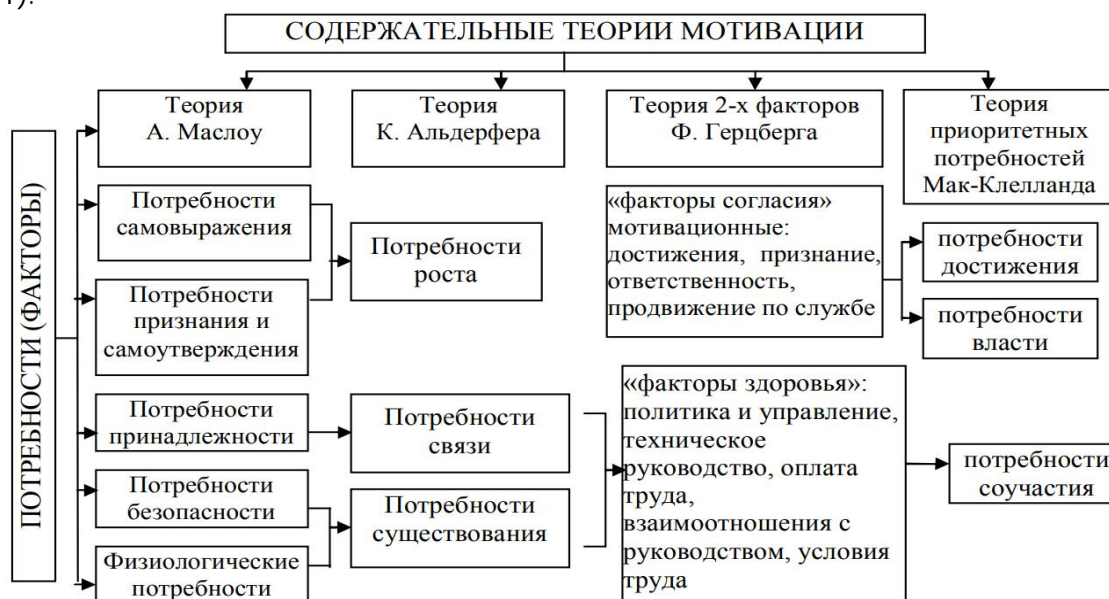 1).
СОДЕРЖАТЕЛЬНЫЕ ТЕОРИИ МОТИВАЦИИ
ПОТРЕБНОСТИ (ФАКТОРЫ)
Теория
А. Маслоу
Теория
К. Альдерфера
Теория 2-х факторов
Ф. Герцберга
Теория
приоритетных
потребностей
Мак-Клелланда
Потребности
самовыражения
Потребности
признания и
самоутверждения
Потребности
принадлежности
Потребности
безопасности
Физиологические
потребности
Потребности
роста
Потребности
связи
Потребности
существования
«факторы согласия»
мотивационные:
достижения, признание,
ответственность,
продвижение по службе
«факторы здоровья»:
политика и управление,
техническое
руководство, оплата
труда,
взаимоотношения с
руководством, условия
труда
потребности
достижения
потребности
власти
потребности
соучастия